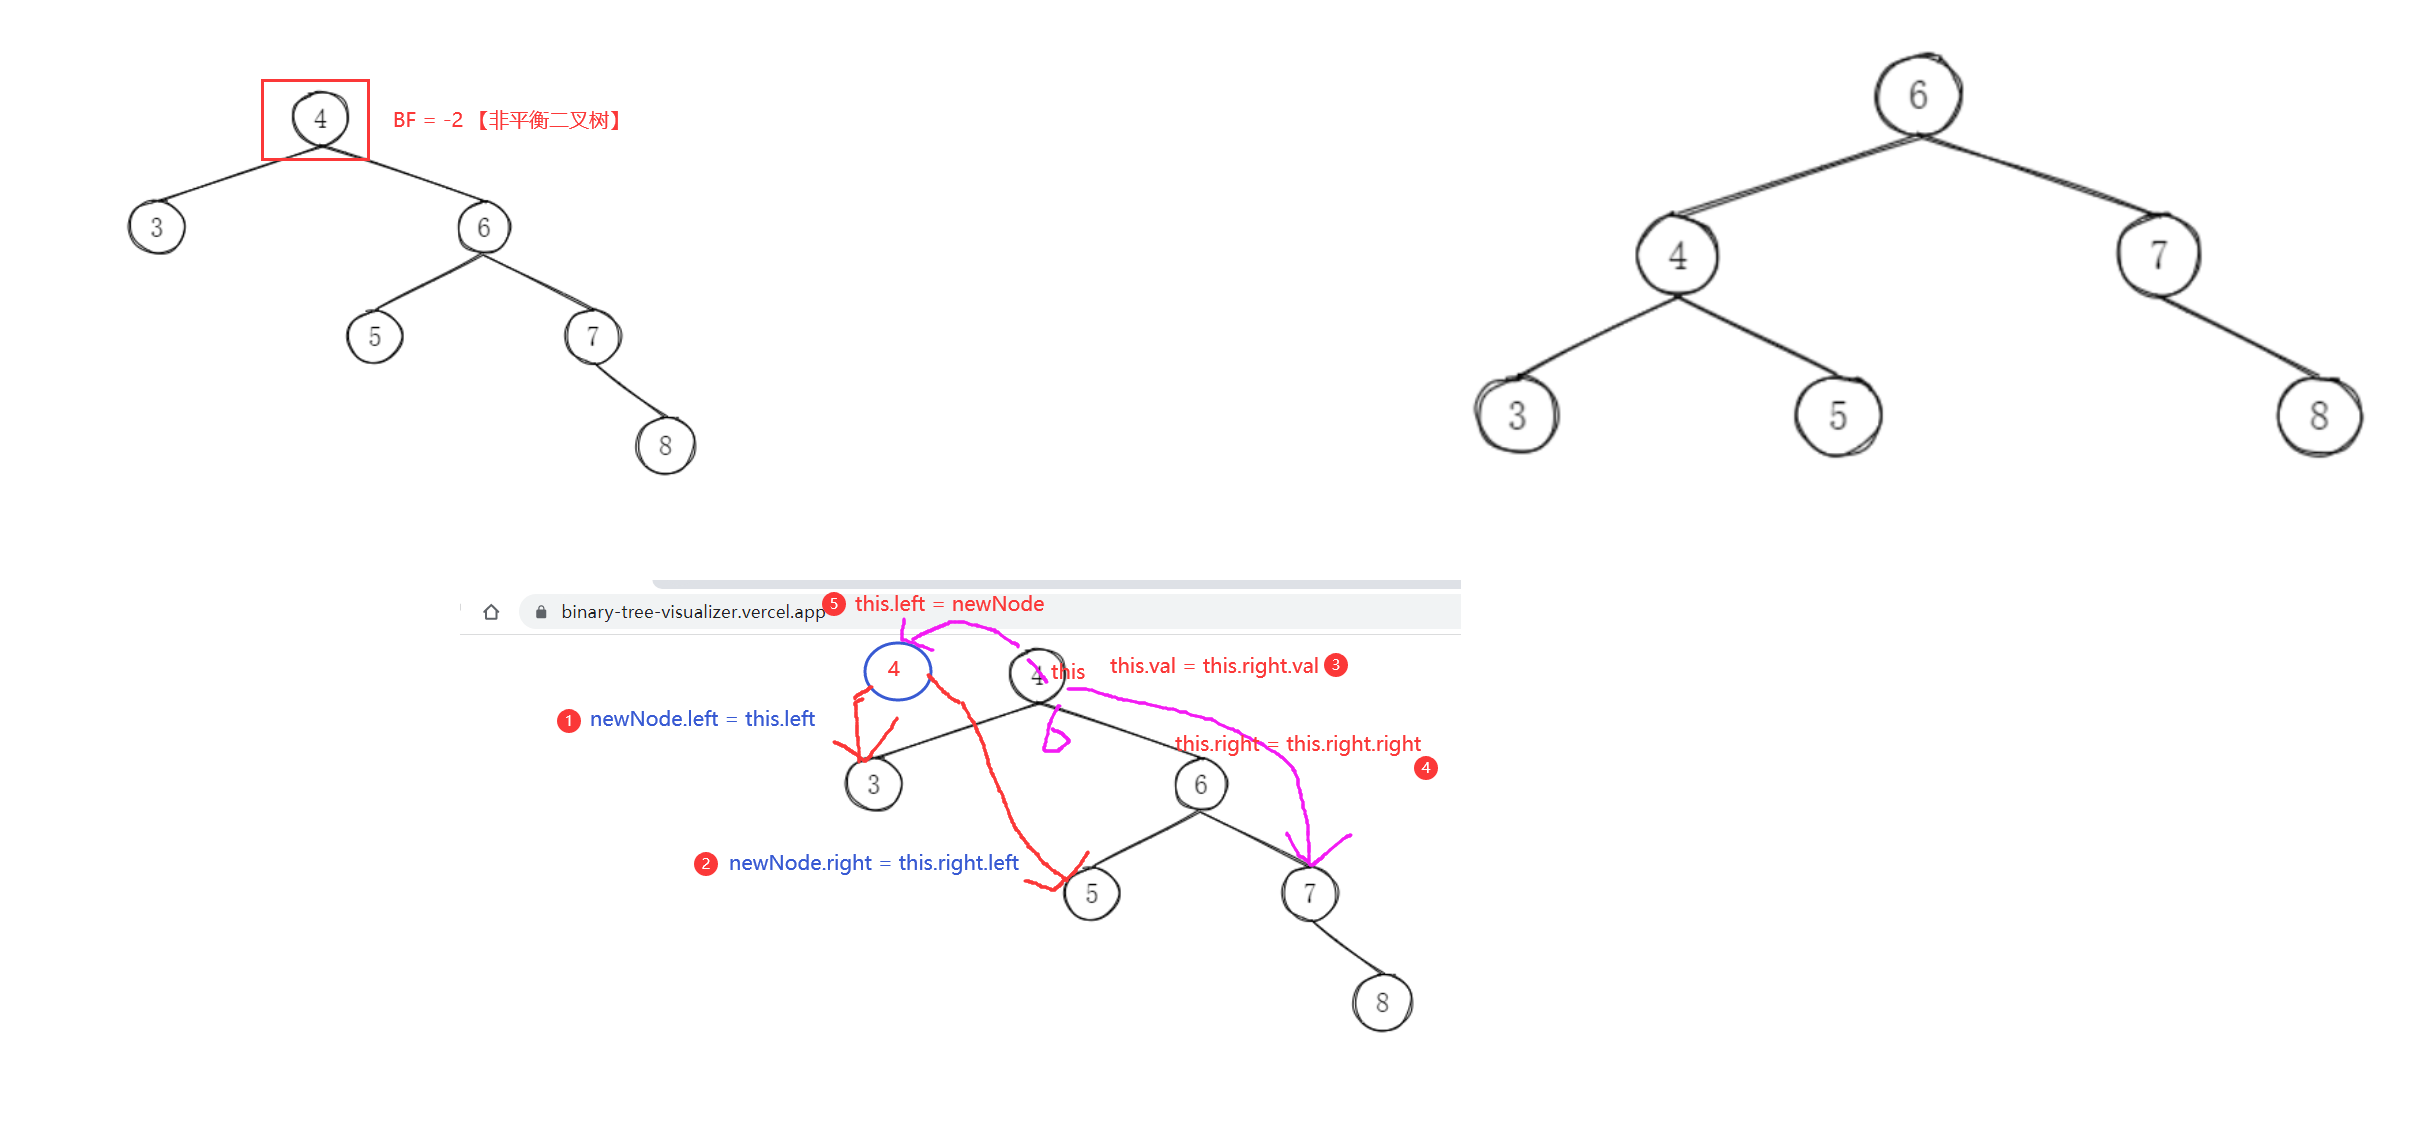 4
BF = -2 【非平衡二叉树】
3
6
5
7
8
6
4
7
3
5
8
binary-tree-visualizer.vercel.app
5 this.left = newNode
4
4
this
this.val = this.right.val 3
1 newNode.left = this.left
this.right = this.right.right
4
3
6
2 newNode.right = this.right.left
5
7
8